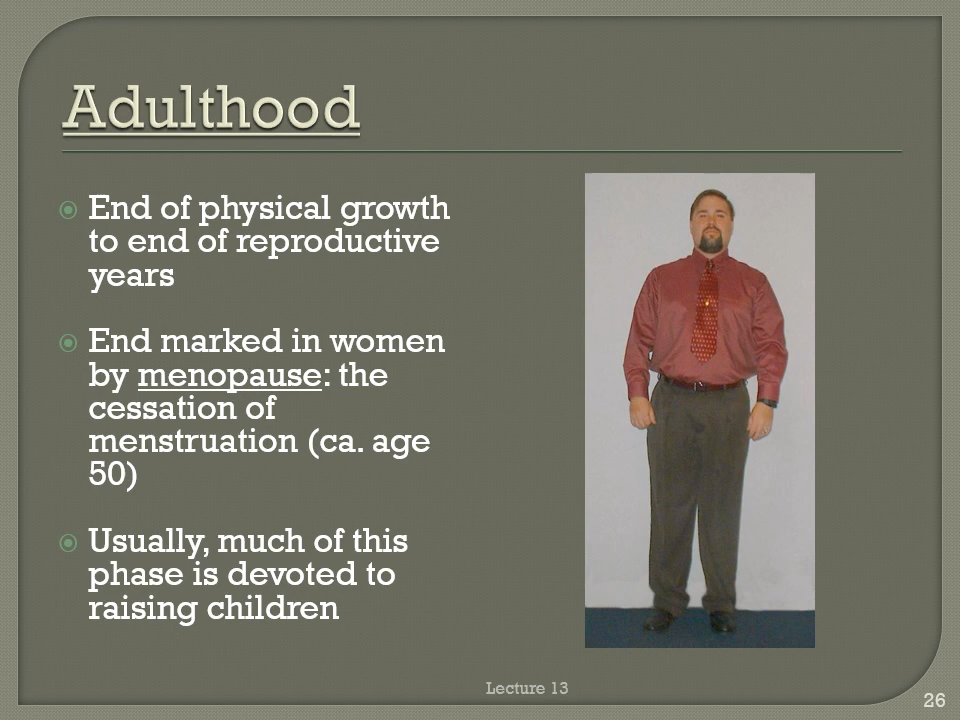 Adulthood
End of physical growth
to end of reproductive
years
End marked in women
by menopause: the
cessation of
menstruation (ca. age
50)
Usually, much of this
phase is devoted to
raising children
Lecture 13
26